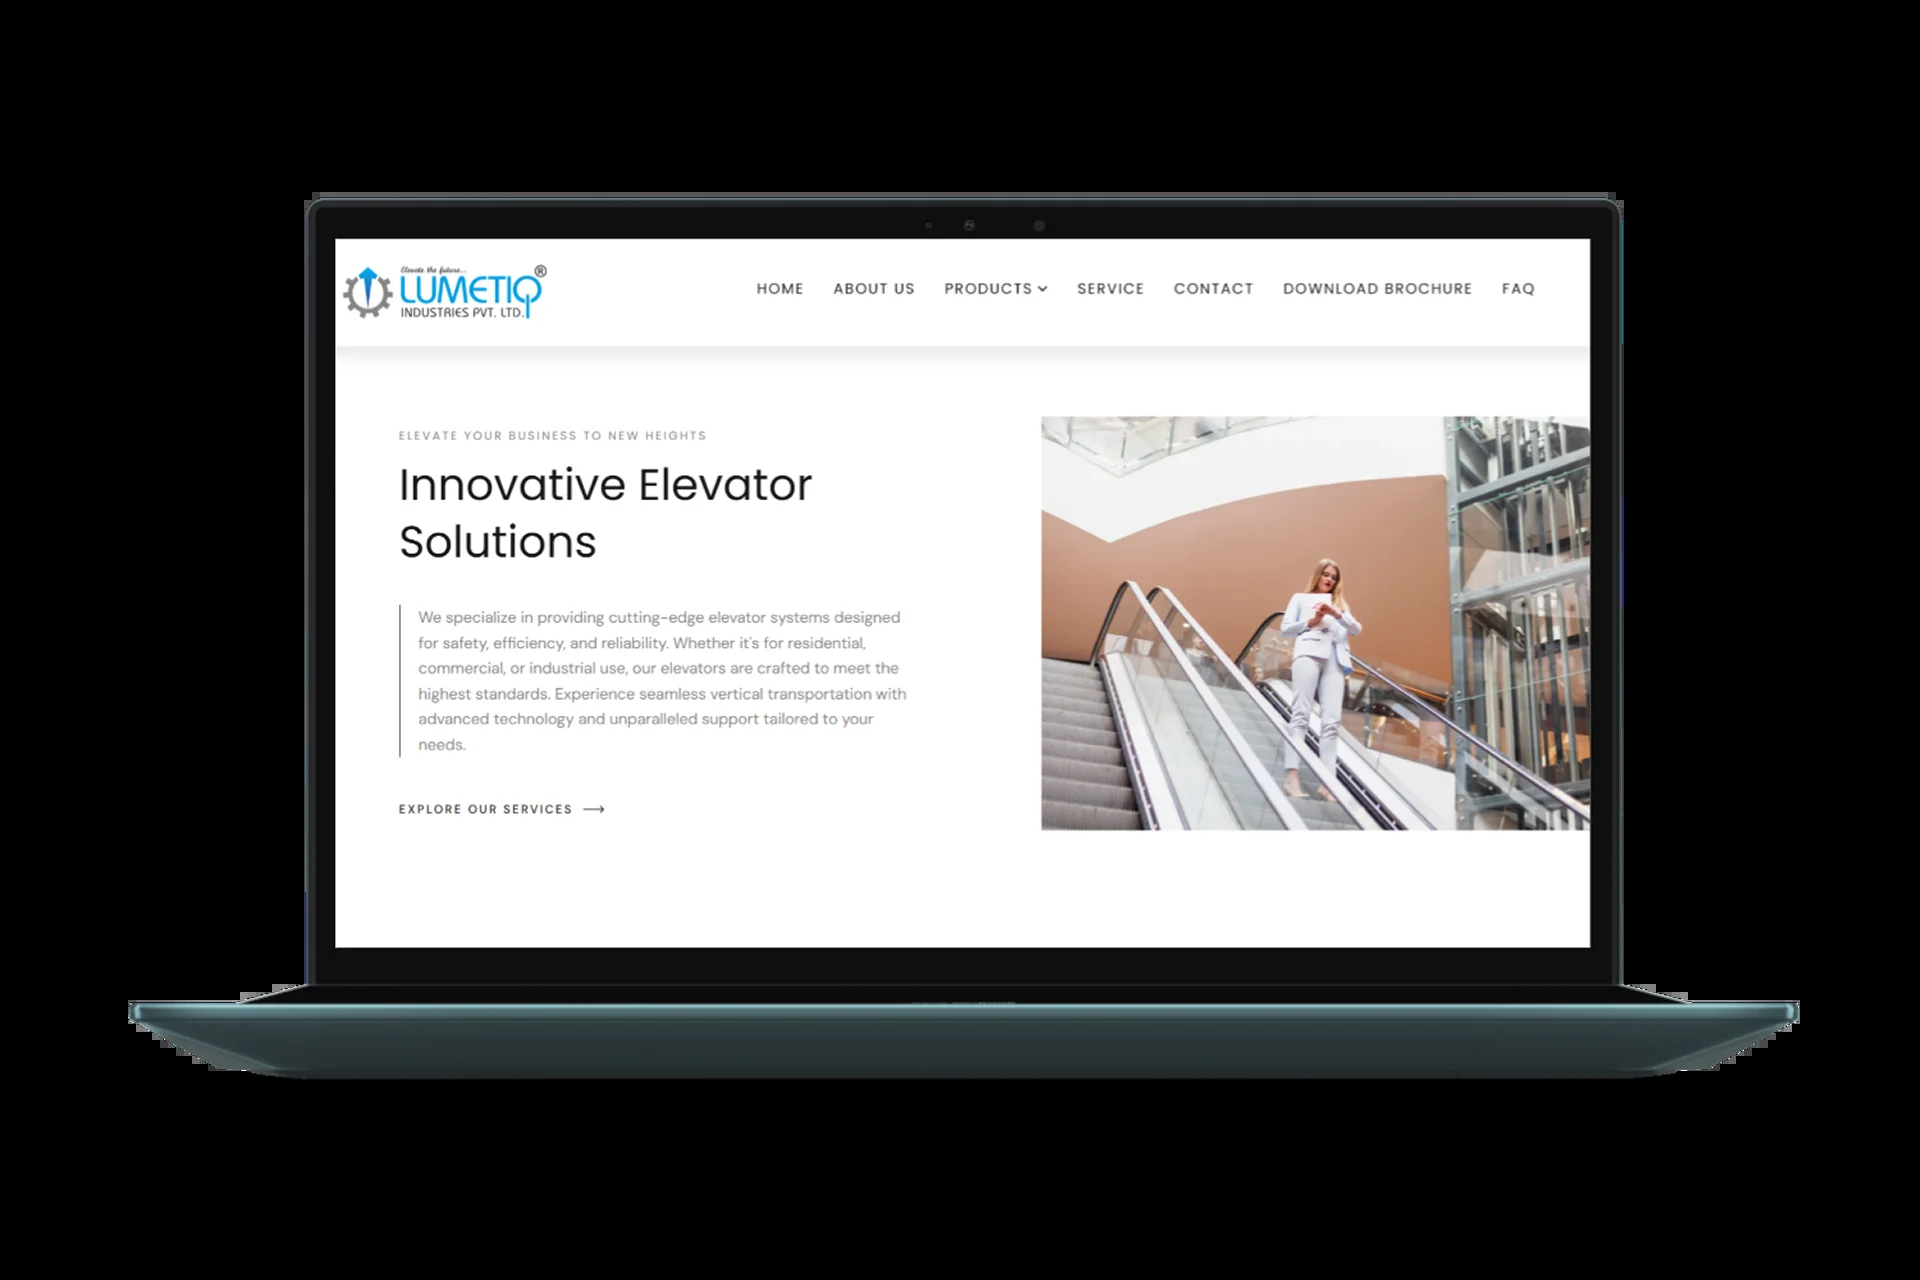 Elevate the future...
LUMETIQ®
INDUSTRIES PVT. LTD.
HOME ABOUT US PRODUCTS SERVICE CONTACT DOWNLOAD BROCHURE FAQ
ELEVATE YOUR BUSINESS TO NEW HEIGHTS
Innovative Elevator
Solutions
We specialize in providing cutting-edge elevator systems designed
for safety, efficiency, and reliability. Whether it's for residential,
commercial, or industrial use, our elevators are crafted to meet the
highest standards. Experience seamless vertical transportation with
advanced technology and unparalleled support tailored to your
needs.
EXPLORE OUR SERVICES